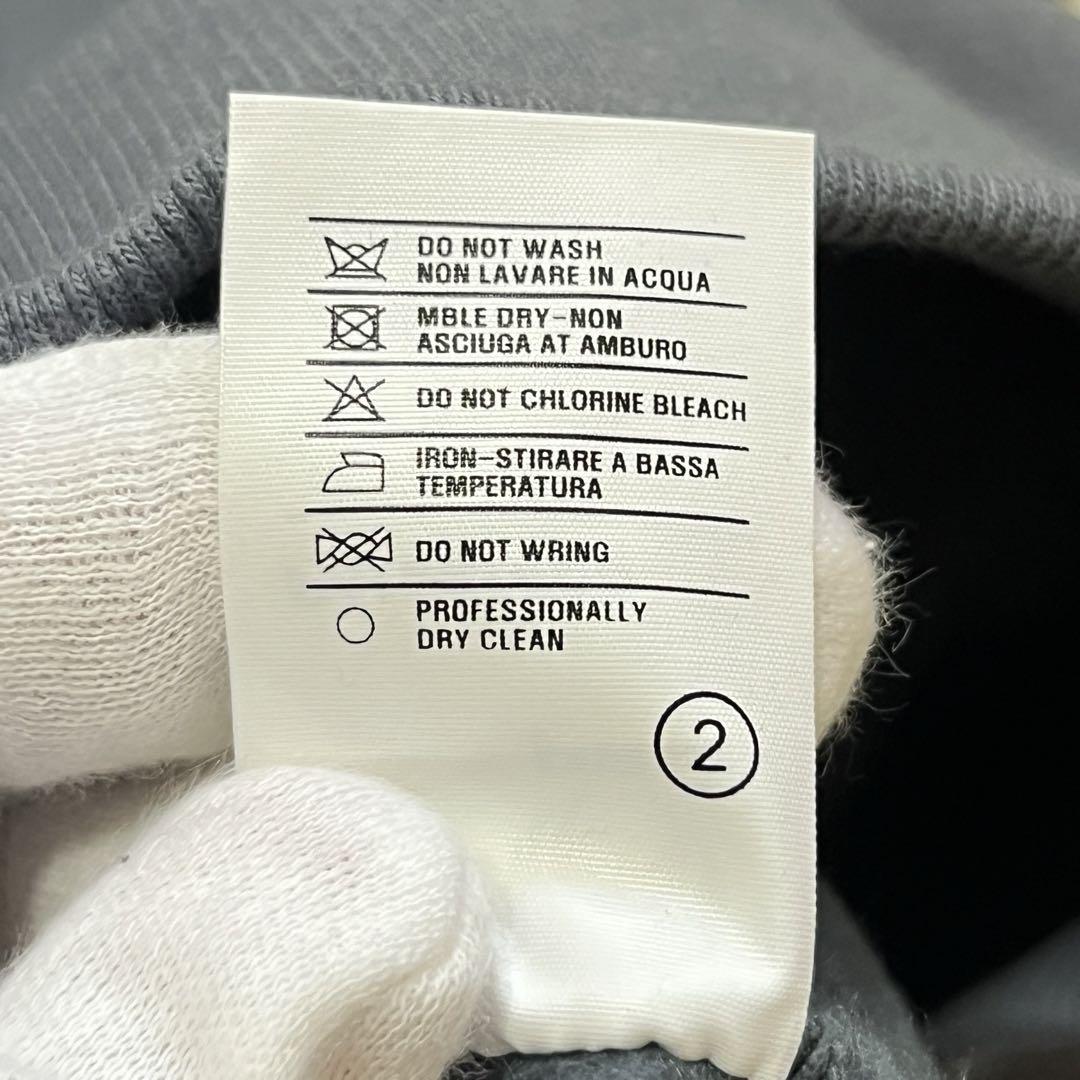 DO NOT WASH
NON LAVARE IN ACQUA
MBLE DRY-NON
ASCIUGA AT AMBURO
DO NOT CHLORINE BLEACH
IRON-STIRARE A BASSA
TEMPERATURA
DO NOT WRING
PROFESSIONALLY
DRY CLEAN
2